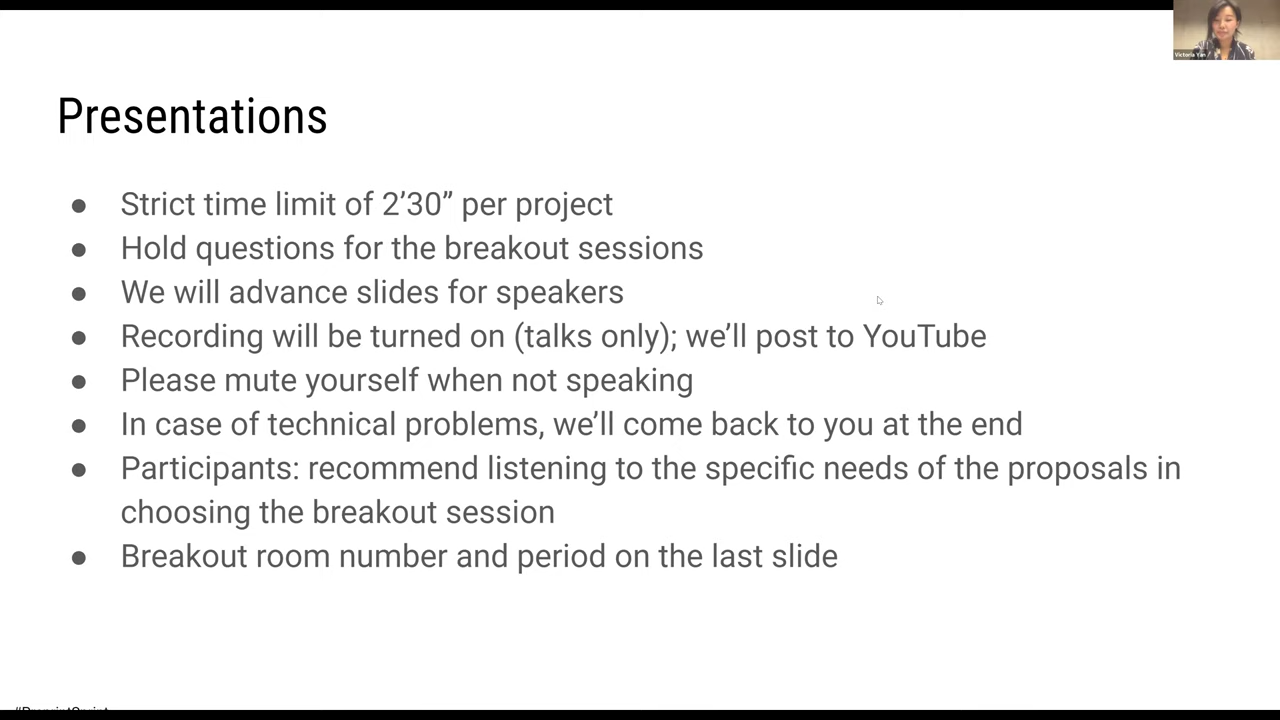 Victoria Yan
Presentations
● Strict time limit of 2’30” per project
● Hold questions for the breakout sessions
● We will advance slides for speakers
● Recording will be turned on (talks only); we’ll post to YouTube
● Please mute yourself when not speaking
● In case of technical problems, we’ll come back to you at the end
● Participants: recommend listening to the specific needs of the proposals in
choosing the breakout session
● Breakout room number and period on the last slide
#PreprintSprint